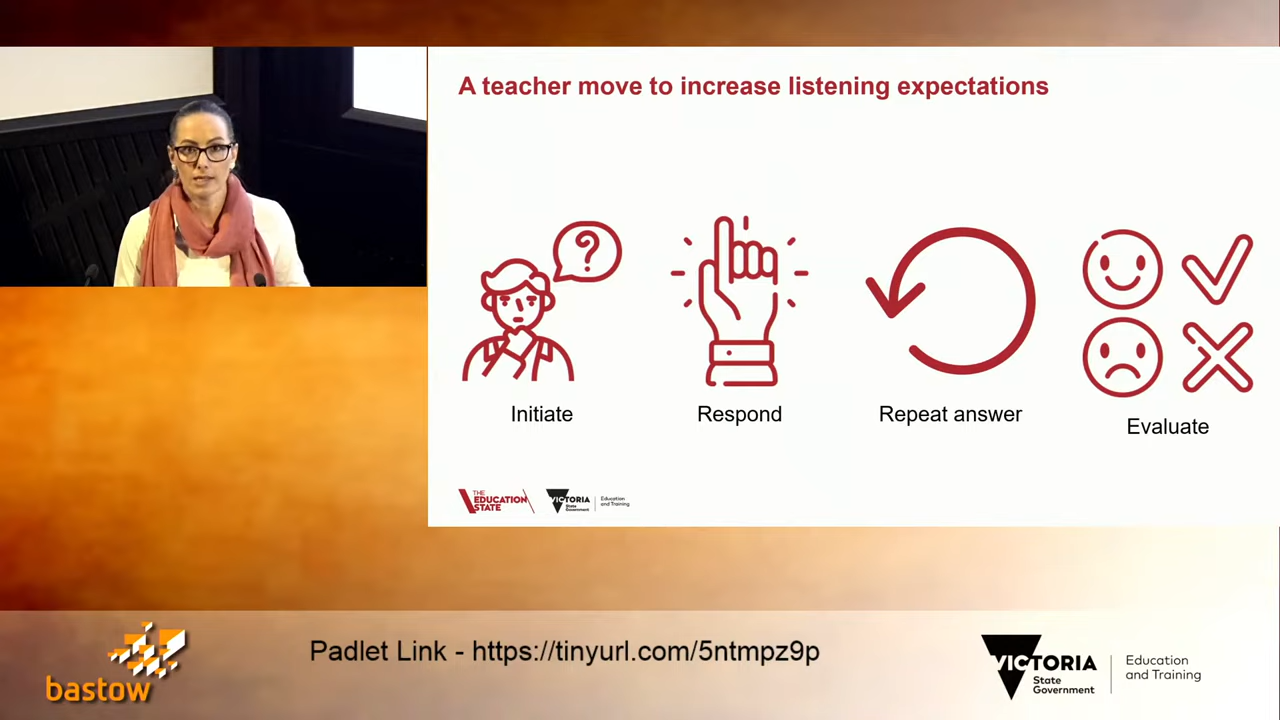 A teacher move to increase listening expectations
?
Initiate
Respond
Repeat answer
Evaluate
THE
EDUCATION
STATE
VICTORIA
State
Government
Education
and Training
bastow
Padlet Link - https://tinyurl.com/5ntmpz9p
VICTORIA
State
Government
Education
and Training